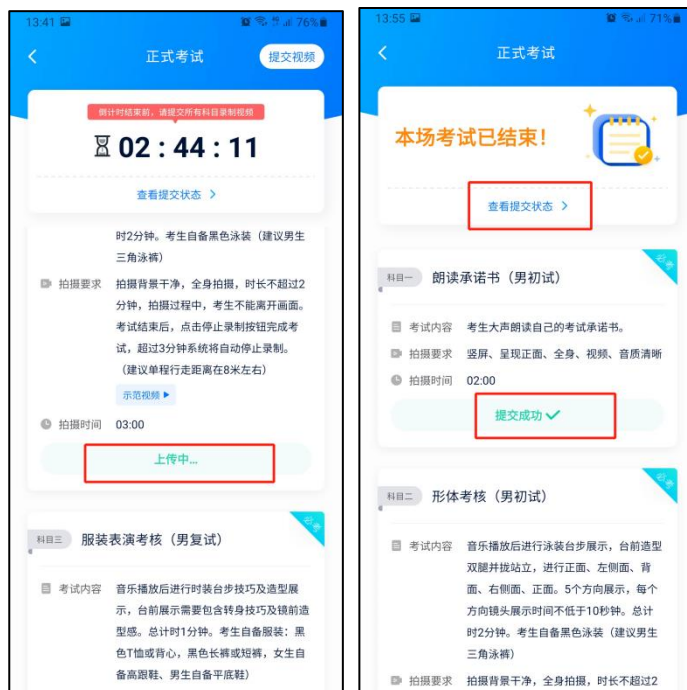 13:41
76%
正式考试
提交视频
倒计时结束前，请提交所有科目录制视频
02 : 44 : 11
查看提交状态
时2分钟。考生自备黑色泳装（建议男生
三角泳裤）
拍摄要求 拍摄背景干净，全身拍摄，时长不超过2
分钟，拍摄过程中，考生不能离开画面。
考试结束后，点击停止录制按钮完成考
试，超过3分钟系统将自动停止录制。
（建议单程行走距离在8米左右）
示范视频
拍摄时间 03:00
上传中...
必考
科目三 服装表演考核（男复试）
考试内容 音乐播放后进行时装台步技巧及造型展
示，台前展示需要包含转身技巧及镜前造
型感。总计时1分钟。考生自备服装：黑
色T恤或背心，黑色长裤或短裤，女生自
备高跟鞋、男生自备平底鞋）
13:55
71%
正式考试
本场考试已结束！
查看提交状态
必考
科目一 朗读承诺书（男初试）
考试内容 考生大声朗读自己的考试承诺书。
拍摄要求 竖屏、呈现正面、全身、视频、音质清晰
拍摄时间 02:00
提交成功
必考
科目二 形体考核（男初试）
考试内容 音乐播放后进行泳装台步展示，台前造型
双腿并拢站立，进行正面、左侧面、背
面、右侧面、正面。5个方向展示，每个
方向镜头展示时间不低于10秒钟。总计
时2分钟。考生自备黑色泳装（建议男生
三角泳裤）
拍摄要求 拍摄背景干净，全身拍摄，时长不超过2